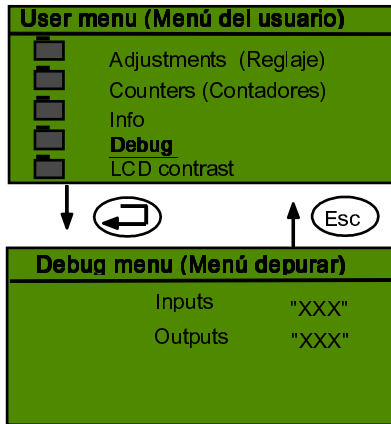 User menu (Menú del usuario)
Adjustments (Reglaje)
Counters (Contadores)
Info
Debug
LCD contrast
Esc
Debug menu (Menú depurar)
Inputs "XXX"
Outputs "XXX"